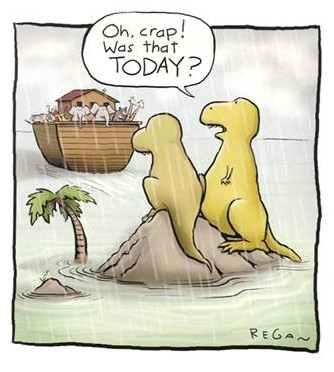 Oh, crap!
Was that
TODAY?
REGAN